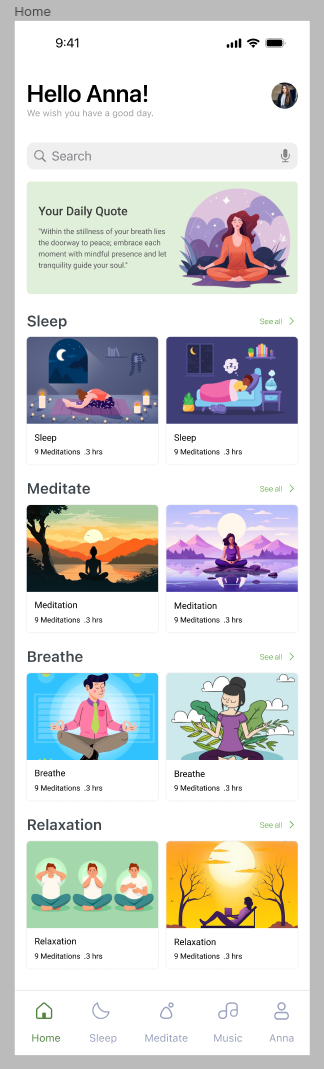 Home
9:41
Hello Anna!
We wish you have a good day.
Search
Your Daily Quote
"Within the stillness of your breath lies
the doorway to peace; embrace each
moment with mindful presence and let
tranquility guide your soul."
Sleep
See all
Sleep
9 Meditations .3 hrs
Sleep
9 Meditations .3 hrs
Meditate
See all
Meditation
9 Meditations .3 hrs
Meditation
9 Meditations .3 hrs
Breathe
See all
Breathe
9 Meditations .3 hrs
Breathe
9 Meditations .3 hrs
Relaxation
See all
Relaxation
9 Meditations .3 hrs
Relaxation
9 Meditations .3 hrs
Home Sleep Meditate Music Anna